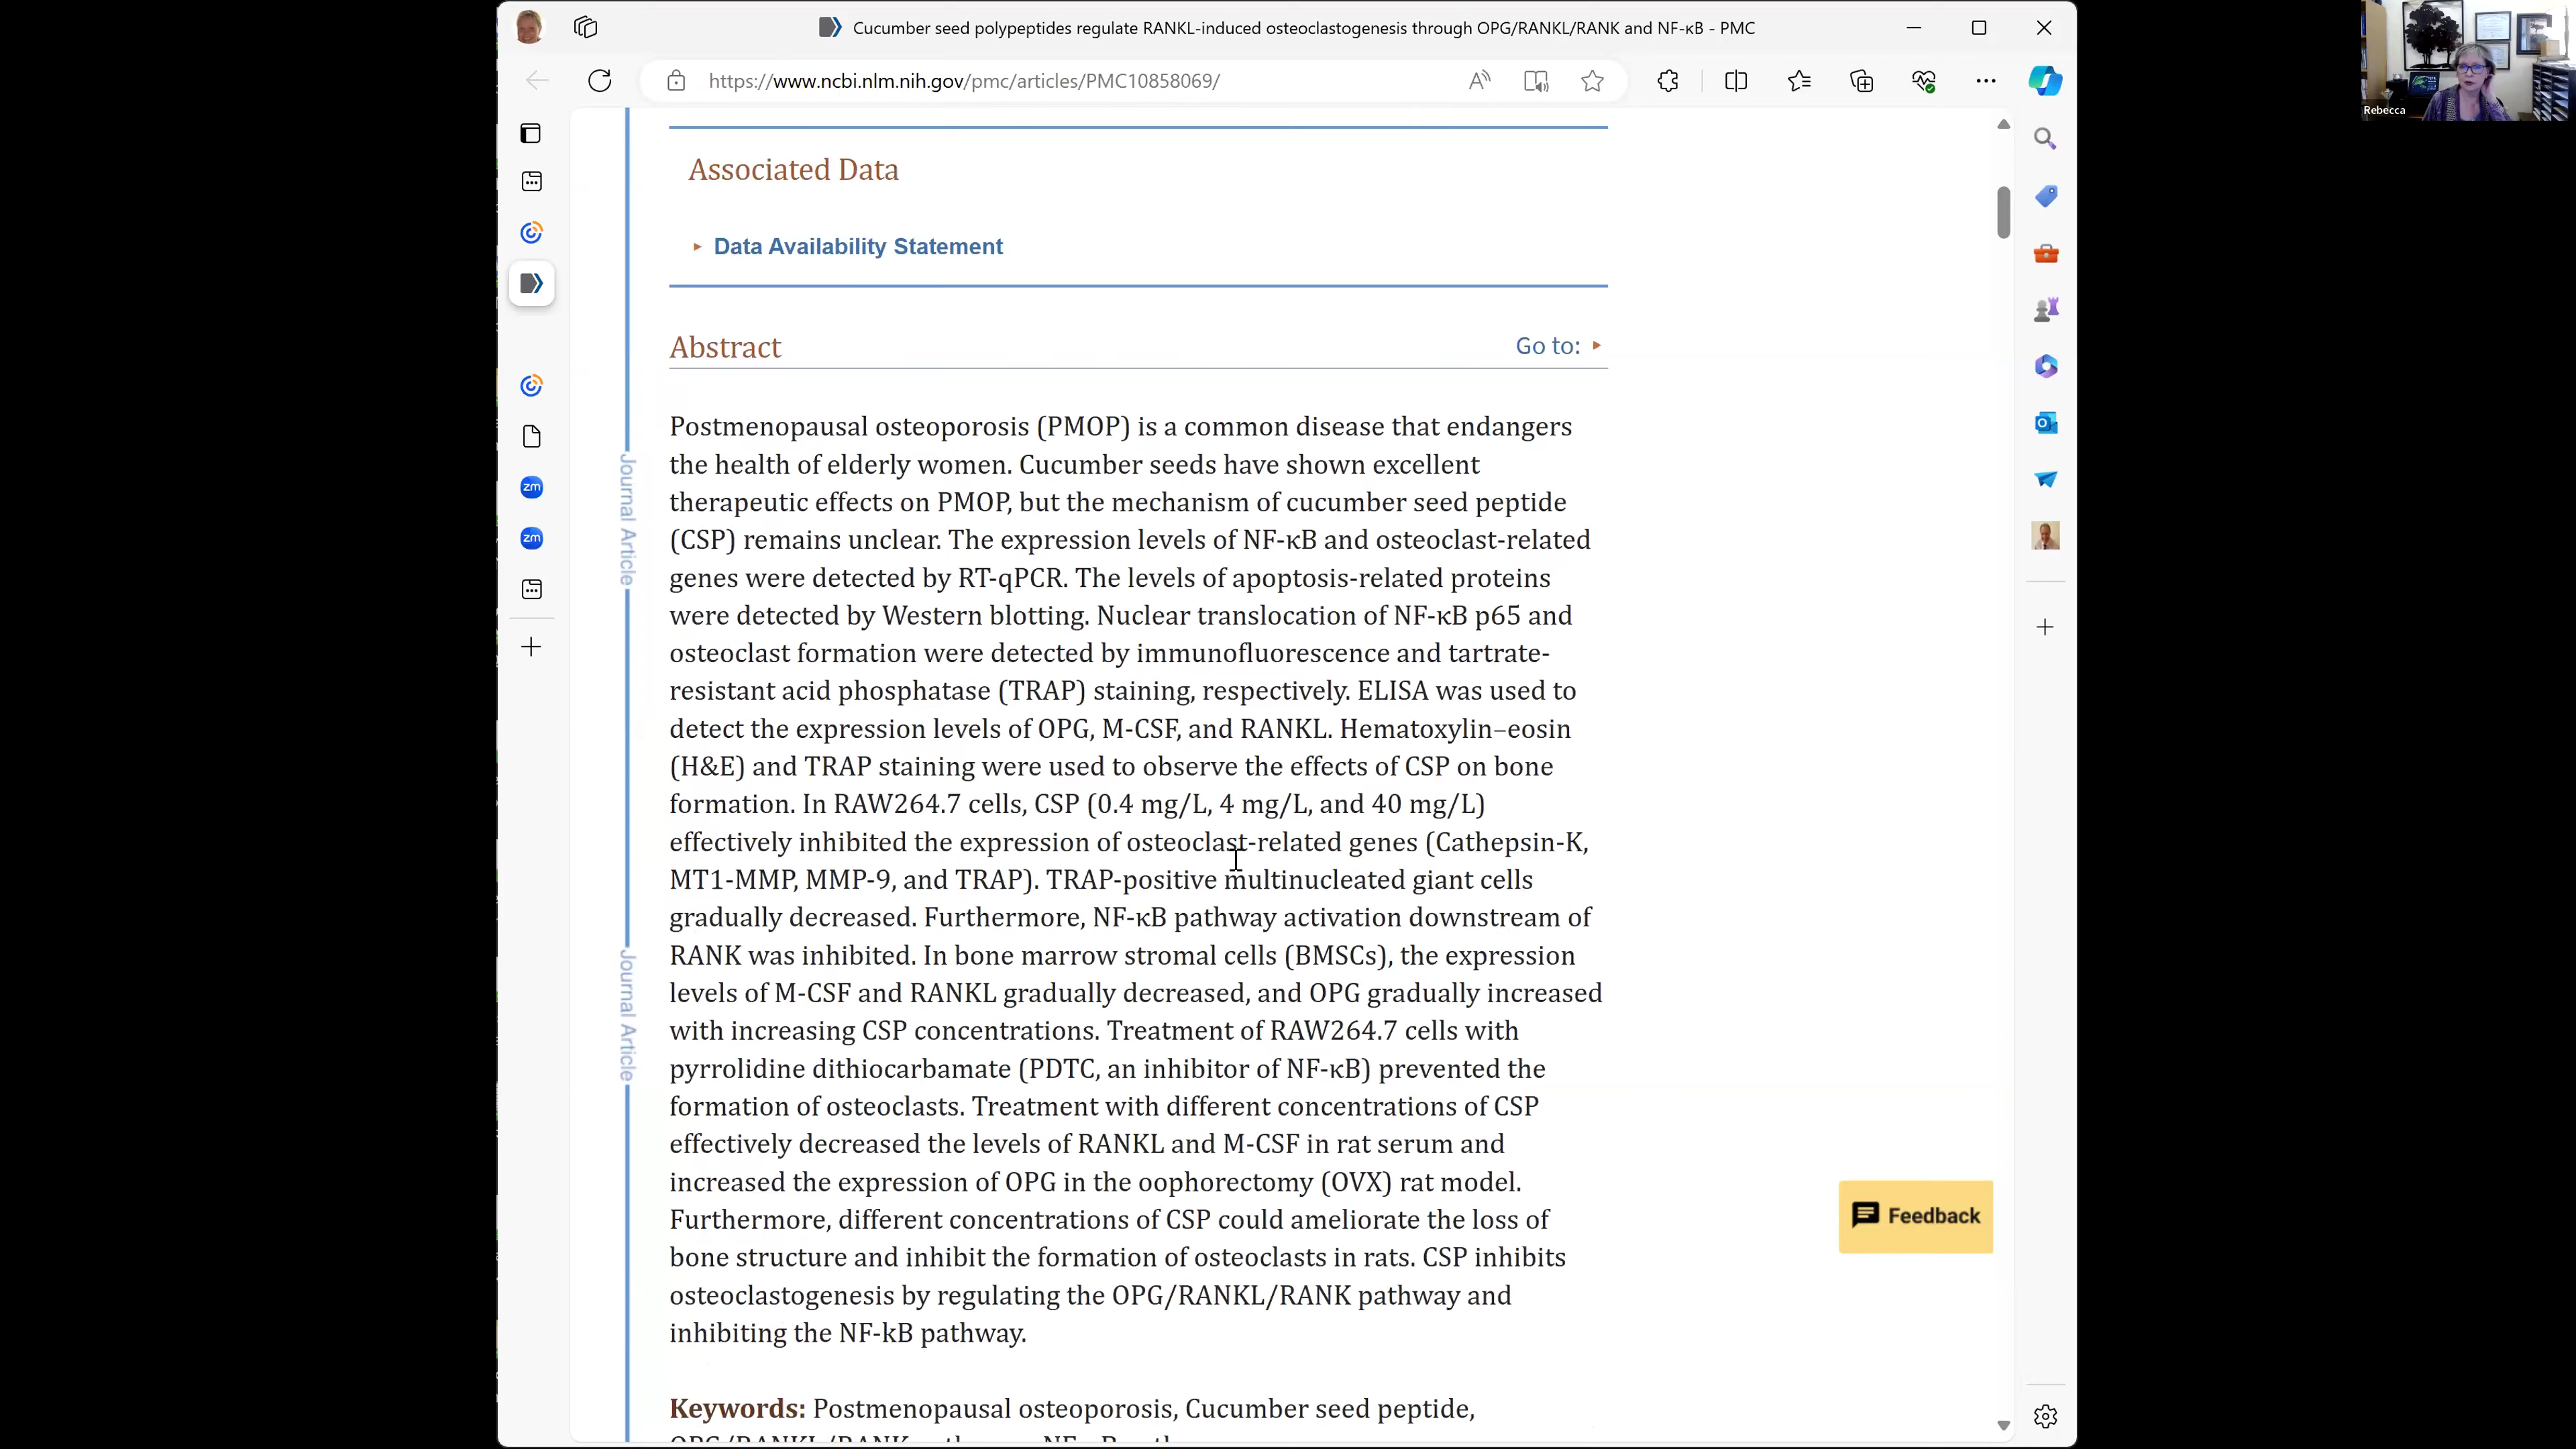 Cucumber seed polypeptides regulate RANKL-induced osteoclastogenesis through OPG/RANKL/RANK and NF-κB - PMC
https://www.ncbi.nlm.nih.gov/pmc/articles/PMC10858069/
Rebecca
Associated Data
Data Availability Statement
Abstract
Go to:
Postmenopausal osteoporosis (PMOP) is a common disease that endangers
the health of elderly women. Cucumber seeds have shown excellent
therapeutic effects on PMOP, but the mechanism of cucumber seed peptide
(CSP) remains unclear. The expression levels of NF-κB and osteoclast-related
genes were detected by RT-qPCR. The levels of apoptosis-related proteins
were detected by Western blotting. Nuclear translocation of NF-κB p65 and
osteoclast formation were detected by immunofluorescence and tartrate-
resistant acid phosphatase (TRAP) staining, respectively. ELISA was used to
detect the expression levels of OPG, M-CSF, and RANKL. Hematoxylin–eosin
(H&E) and TRAP staining were used to observe the effects of CSP on bone
formation. In RAW264.7 cells, CSP (0.4 mg/L, 4 mg/L, and 40 mg/L)
effectively inhibited the expression of osteoclast-related genes (Cathepsin-K,
MT1-MMP, MMP-9, and TRAP). TRAP-positive multinucleated giant cells
gradually decreased. Furthermore, NF-κB pathway activation downstream of
RANK was inhibited. In bone marrow stromal cells (BMSCs), the expression
levels of M-CSF and RANKL gradually decreased, and OPG gradually increased
with increasing CSP concentrations. Treatment of RAW264.7 cells with
pyrrolidine dithiocarbamate (PDTC, an inhibitor of NF-κB) prevented the
formation of osteoclasts. Treatment with different concentrations of CSP
effectively decreased the levels of RANKL and M-CSF in rat serum and
increased the expression of OPG in the oophorectomy (OVX) rat model.
Furthermore, different concentrations of CSP could ameliorate the loss of
bone structure and inhibit the formation of osteoclasts in rats. CSP inhibits
osteoclastogenesis by regulating the OPG/RANKL/RANK pathway and
inhibiting the NF-kB pathway.
Keywords: Postmenopausal osteoporosis, Cucumber seed peptide,
Journal Article
Journal Article
zm
zm
Feedback